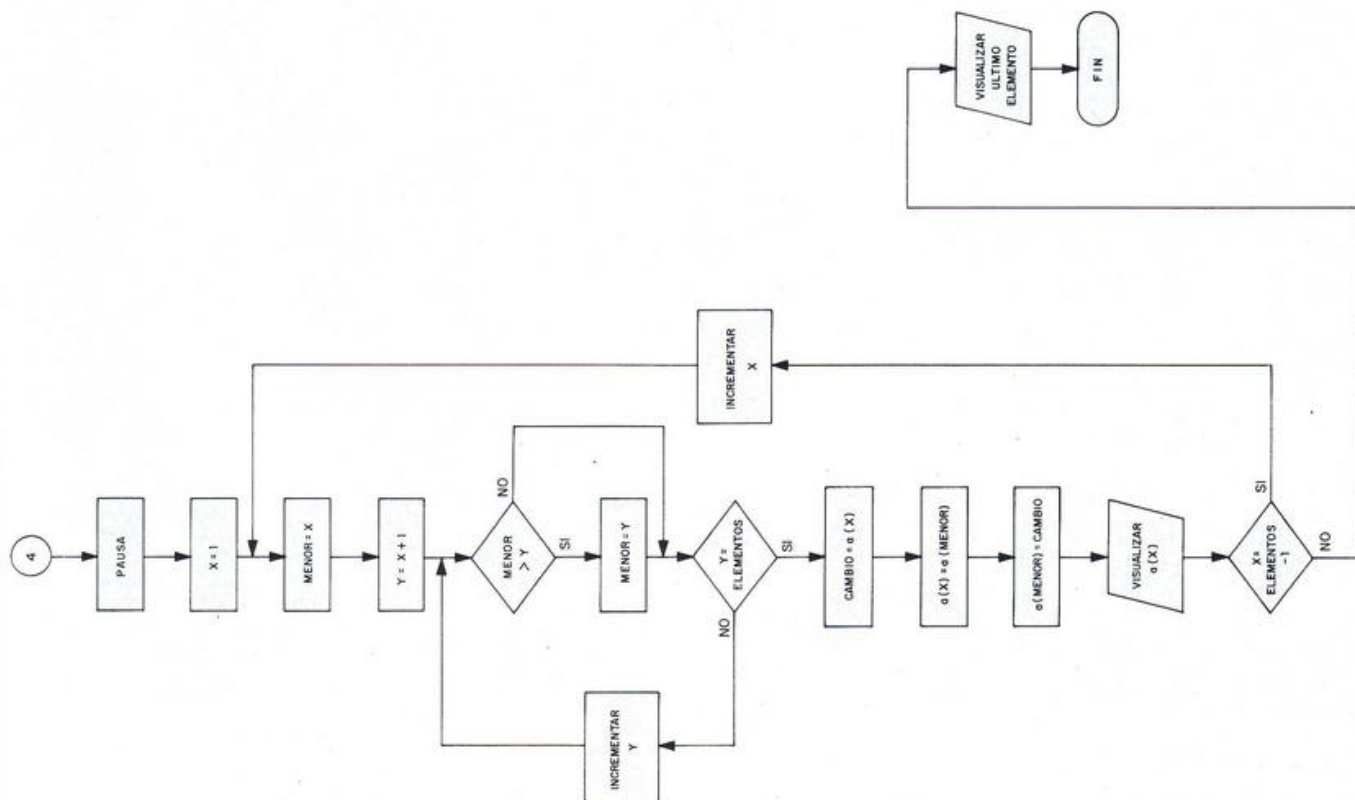 4
PAUSA
X = 1
MENOR = X
Y = X + 1
MENOR
> Y
NO
SI
MENOR = Y
Y =
ELEMENTOS
NO
SI
INCREMENTAR
Y
CAMBIO = a (X)
a(X) = a (MENOR)
a(MENOR) = CAMBIO
VISUALIZAR
a(X)
X=
ELEMENTOS
-1
SI
NO
INCREMENTAR
X
VISUALIZAR
ULTIMO
ELEMENTO
FIN